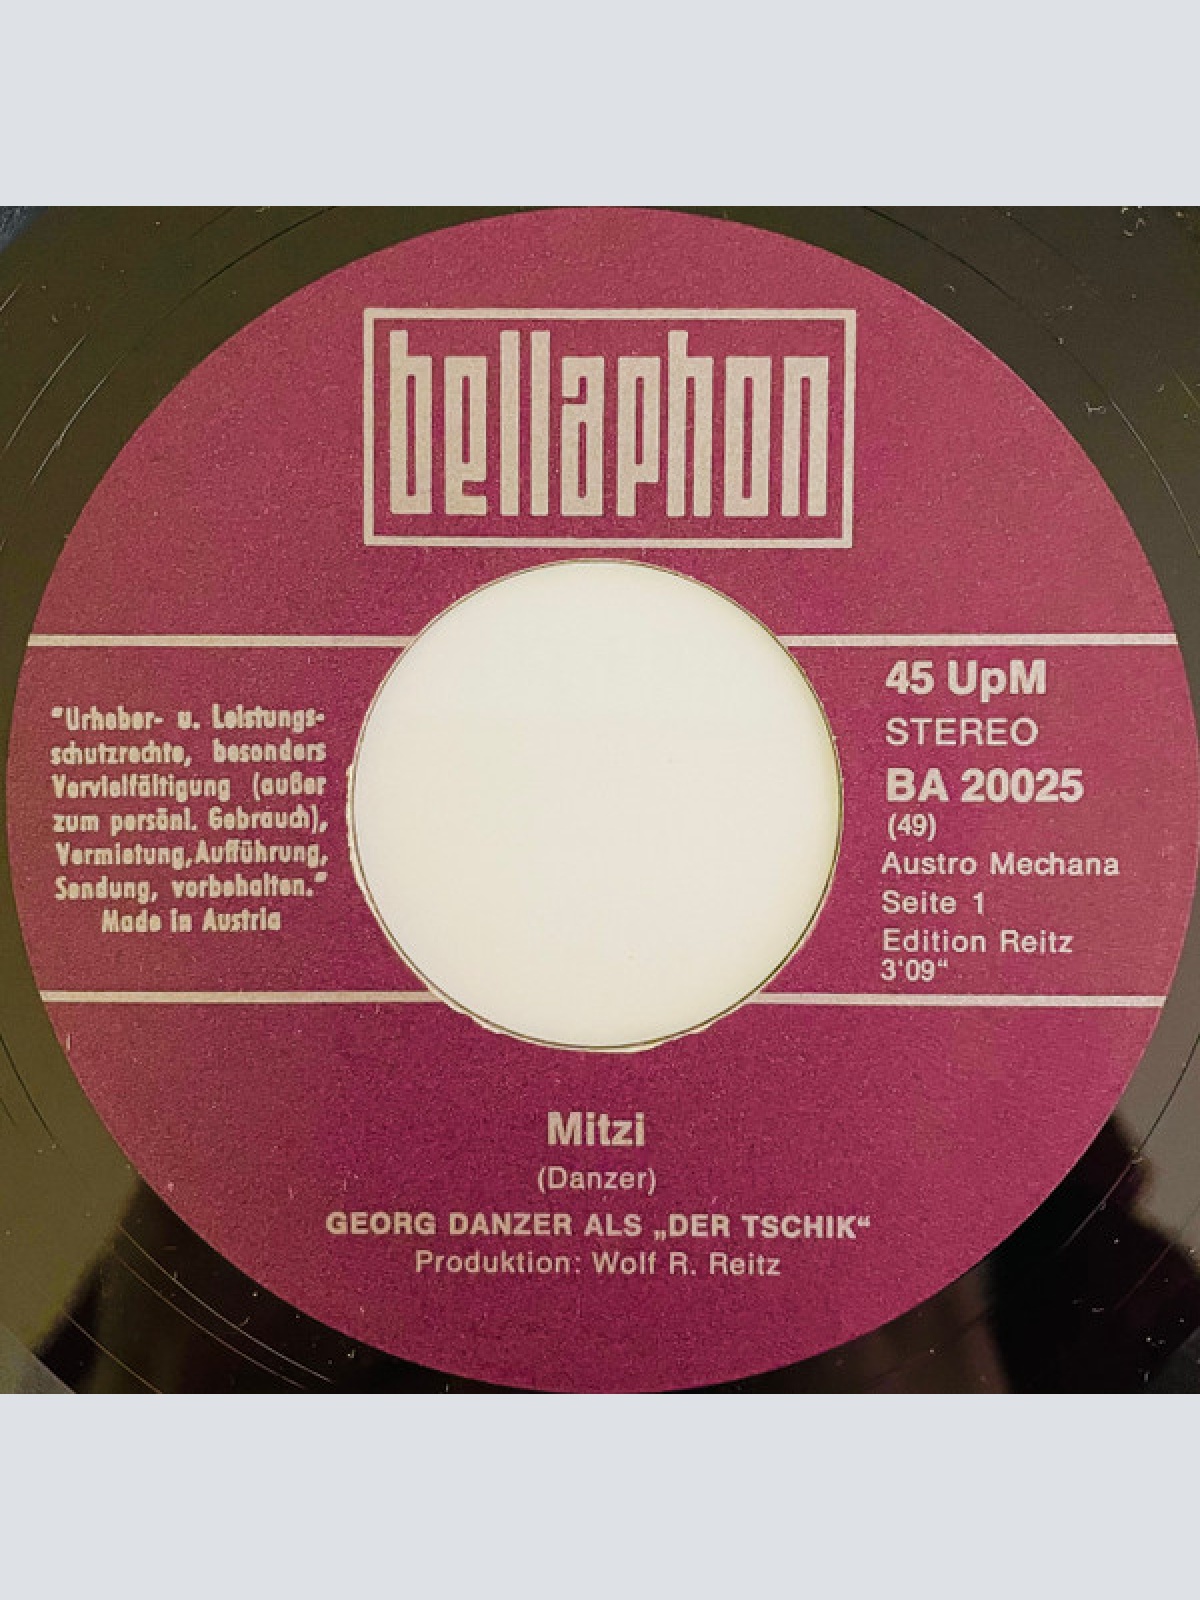 bellaphon
"Urheber- u. Leistungs-
schutzrechte, besonders
Vervielfältigung (außer
zum persönl. Gebrauch),
Vermietung, Aufführung,
Sendung, vorbehalten."
Made in Austria
45 UpM
STEREO
BA 20025
(49)
Austro Mechana
Seite 1
Edition Reitz
3'09“
Mitzi
(Danzer)
GEORG DANZER ALS „DER TSCHIK“
Produktion: Wolf R. Reitz